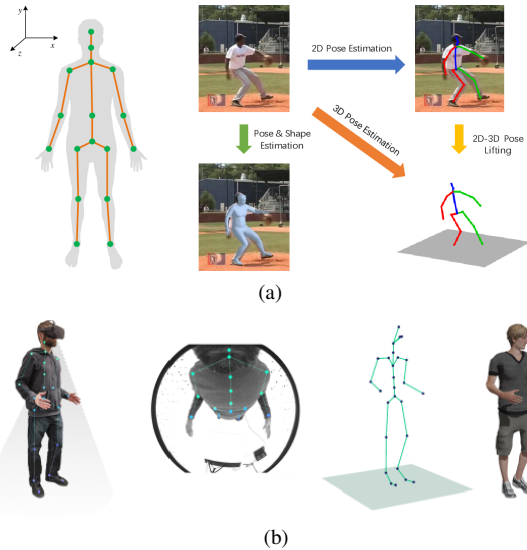 y
x
z
2D Pose Estimation
Pose & Shape
Estimation
3D Pose Estimation
2D-3D Pose
Lifting
(a)
(b)